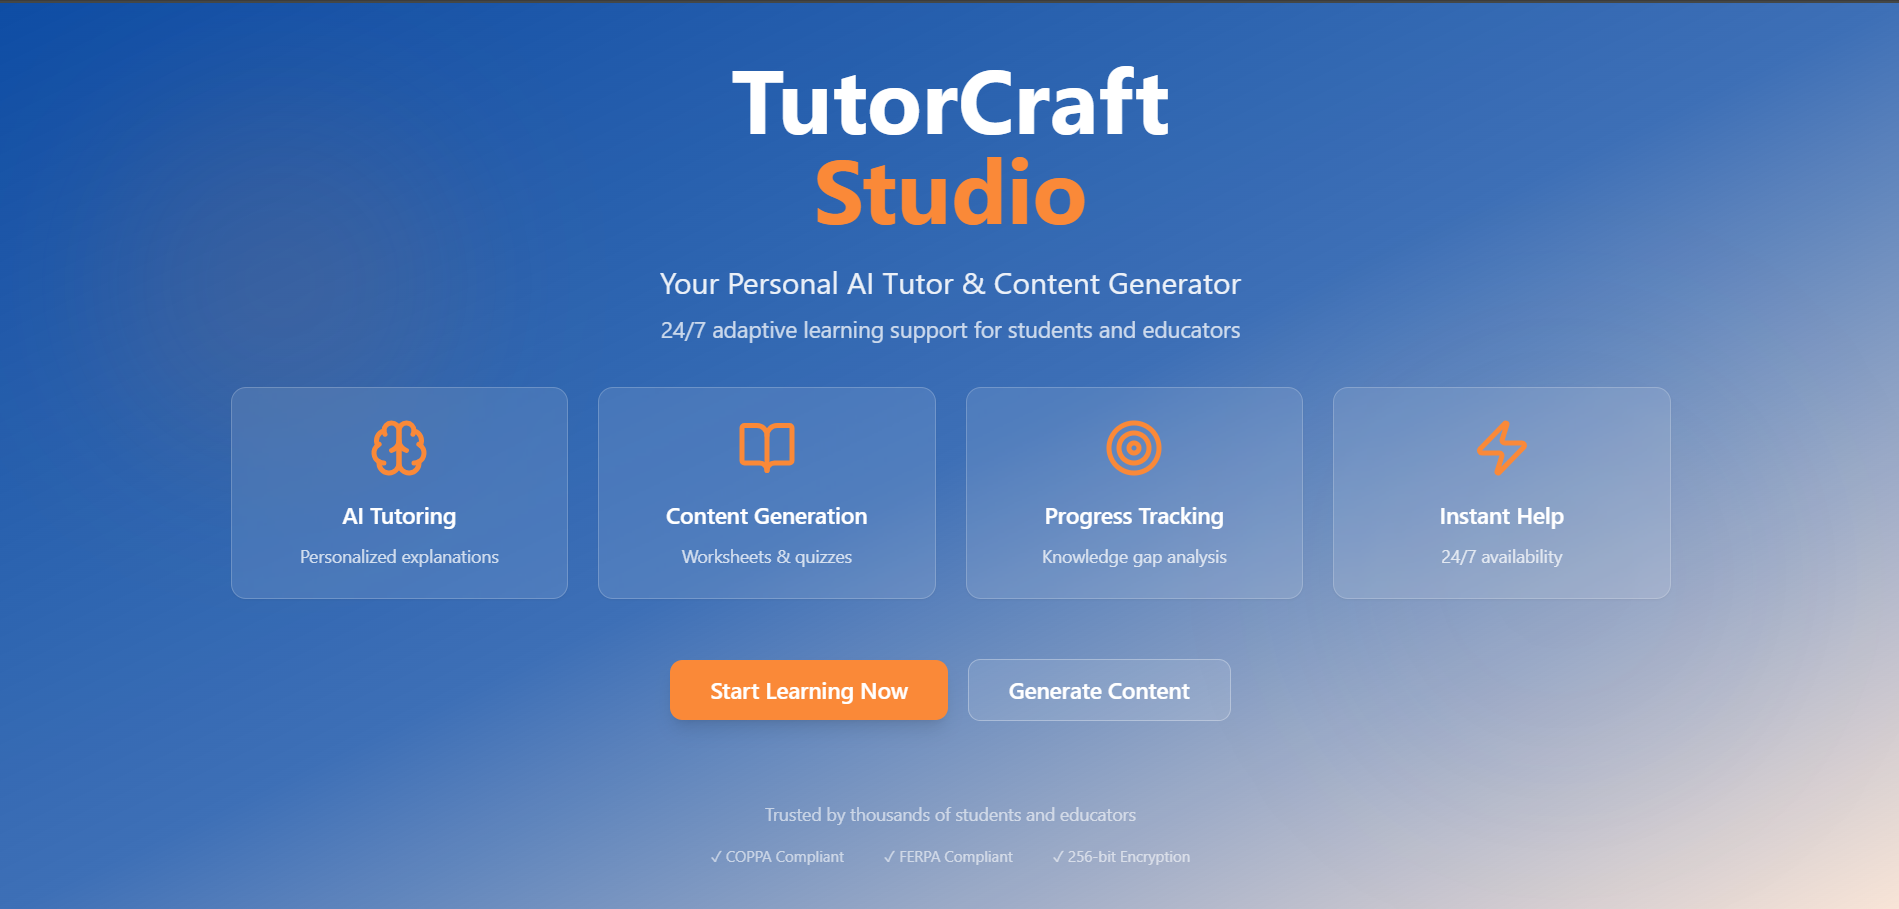 TutorCraft
Studio
Your Personal AI Tutor & Content Generator
24/7 adaptive learning support for students and educators
AI Tutoring
Personalized explanations
Content Generation
Worksheets & quizzes
Progress Tracking
Knowledge gap analysis
Instant Help
24/7 availability
Start Learning Now
Generate Content
Trusted by thousands of students and educators
✓ COPPA Compliant ✓ FERPA Compliant ✓ 256-bit Encryption